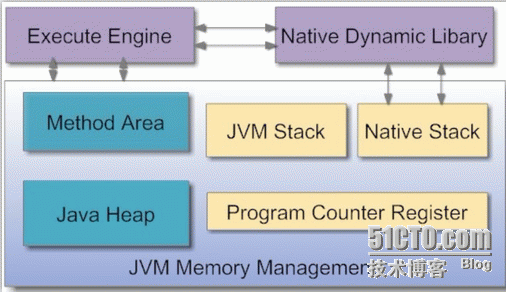 Execute Engine
Native Dynamic Libary
Method Area
JVM Stack
Native Stack
Java Heap
Program Counter Register
51CTO.com
技术博客 Blog
JVM Memory Management